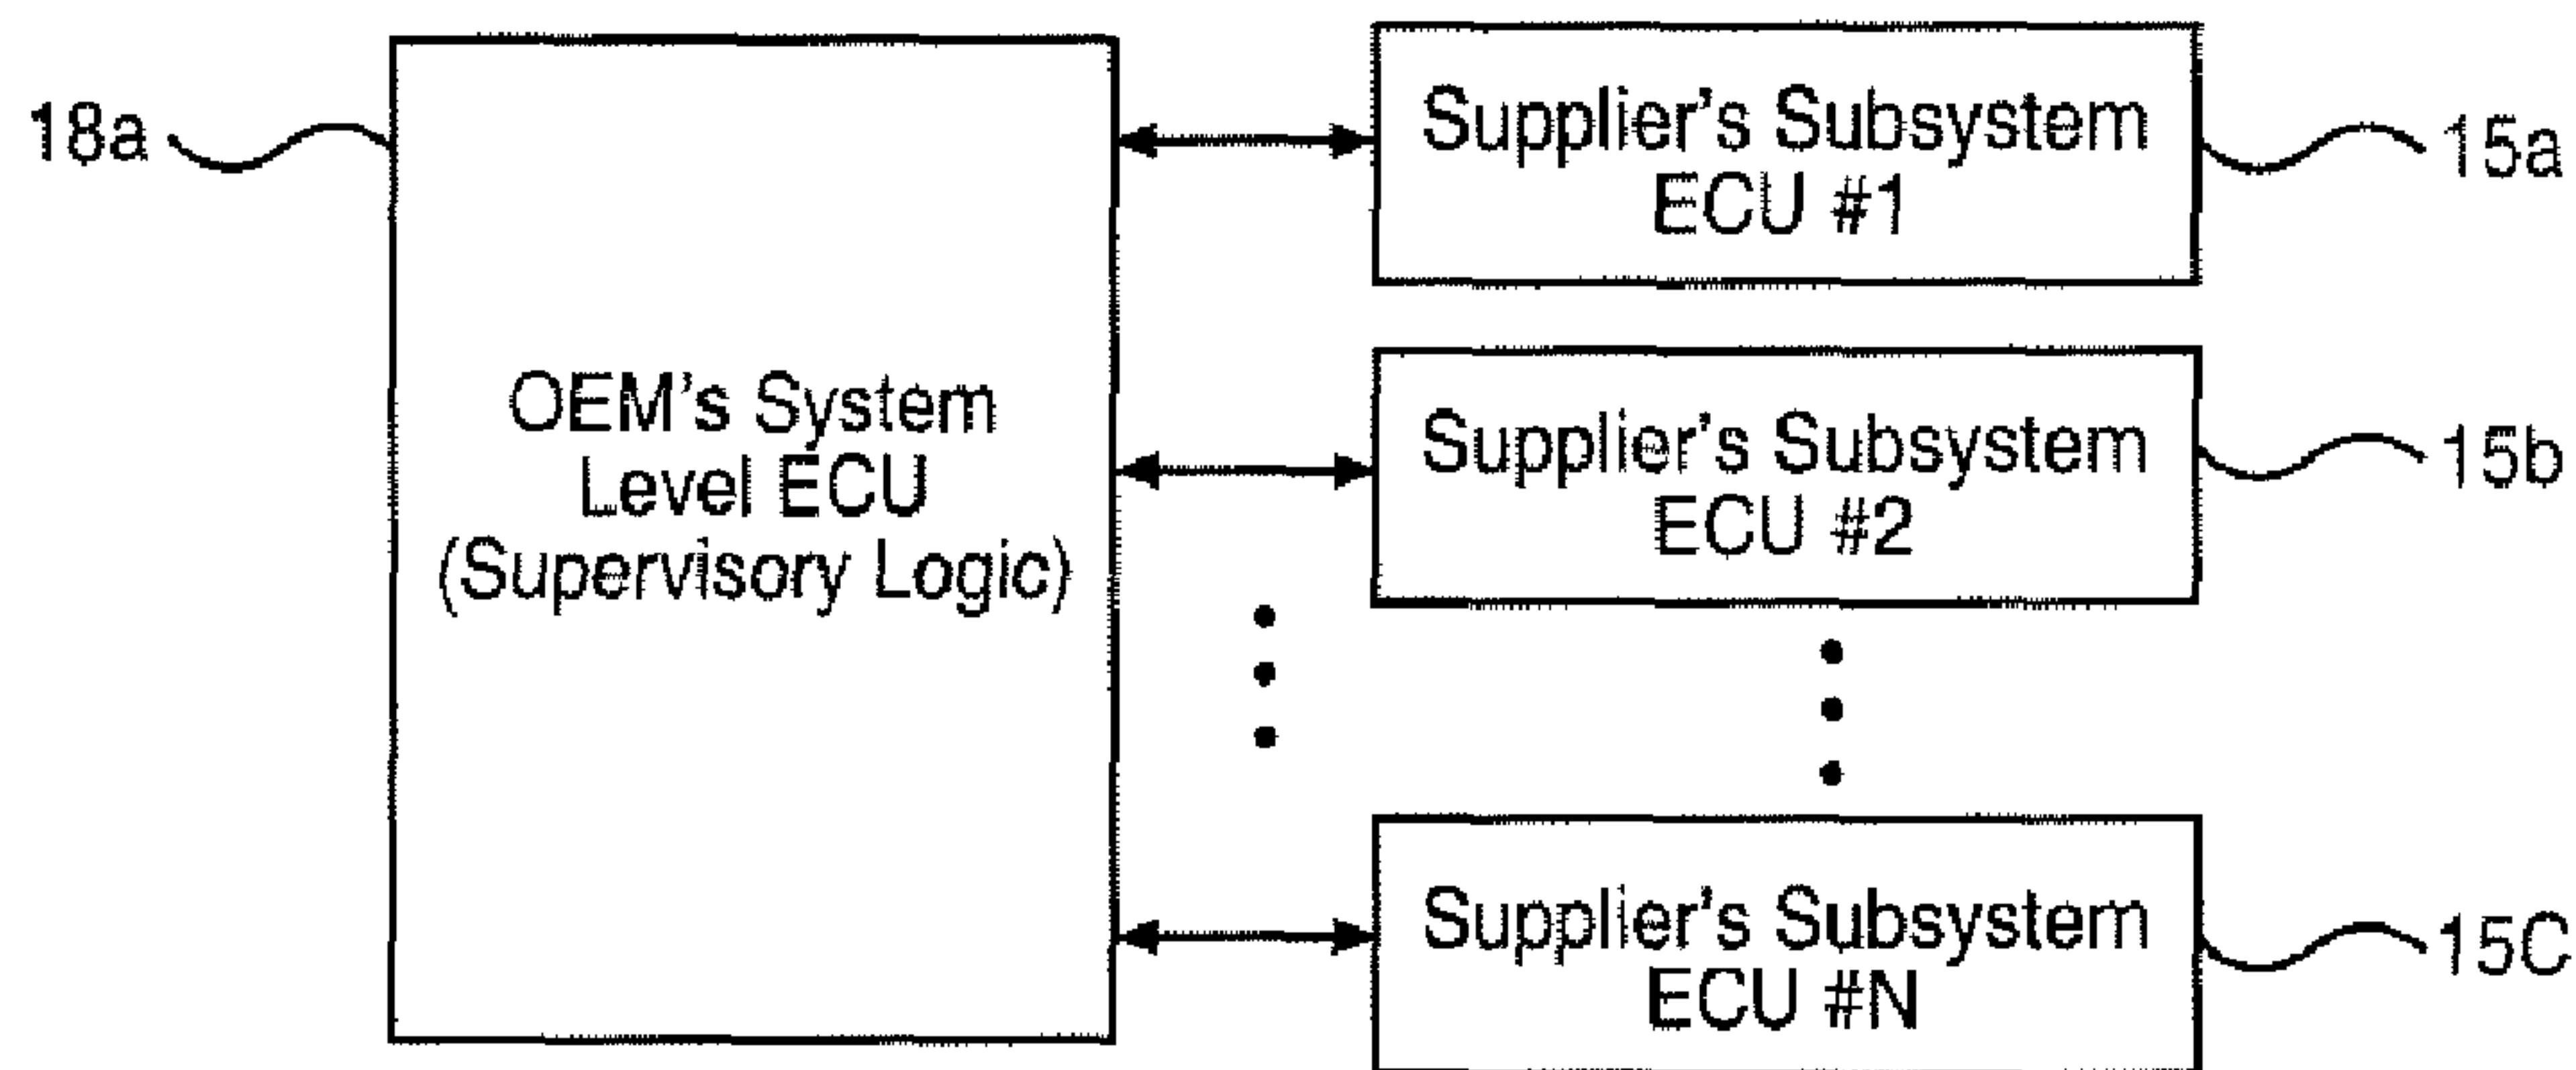 18a
OEM's System
Level ECU
(Supervisory Logic)
Supplier's Subsystem
ECU #1
15a
Supplier's Subsystem
ECU #2
15b
Supplier's Subsystem
ECU #N
15C